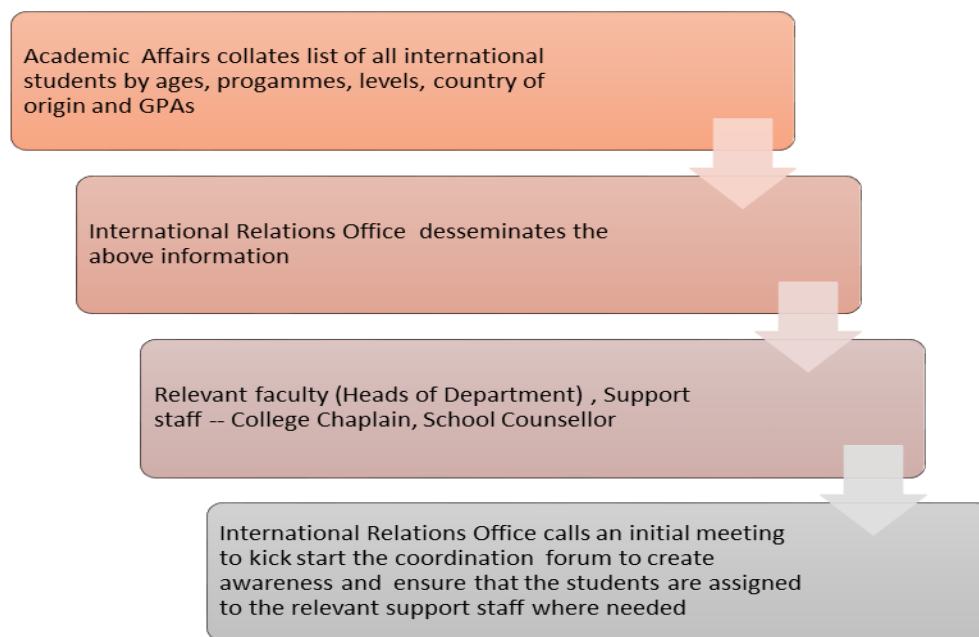 Academic  Affairs collates list of all international
students by ages, progammes, levels, country of
origin and GPAs
International Relations Office  desseminates the
above information
Relevant faculty (Heads of Department) , Support
staff -- College Chaplain, School Counsellor
International Relations Office calls an initial meeting
to kick start the coordination  forum to create
awareness and  ensure that the students are assigned
to the relevant support staff where needed